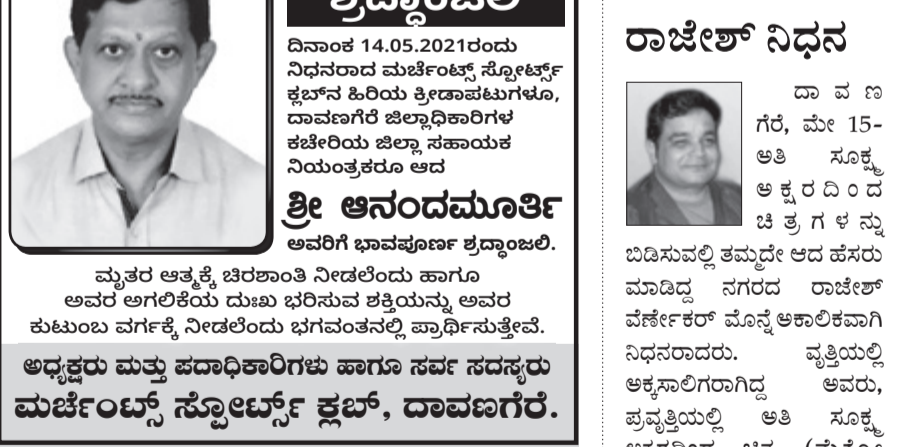 ಶ್ರದ್ಧಾಂಜಲಿ
ದಿನಾಂಕ 14.05.2021ರಂದು
ನಿಧನರಾದ ಮರ್ಚೆಂಟ್ಸ್ ಸ್ಪೋರ್ಟ್ಸ್
ಕ್ಲಬ್‌ನ ಹಿರಿಯ ಕ್ರೀಡಾಪಟುಗಳೂ,
ದಾವಣಗೆರೆ ಜಿಲ್ಲಾಧಿಕಾರಿಗಳ
ಕಚೇರಿಯ ಜಿಲ್ಲಾ ಸಹಾಯಕ
ನಿಯಂತ್ರಕರೂ ಆದ
ಶ್ರೀ ಆನಂದಮೂರ್ತಿ
ಅವರಿಗೆ ಭಾವಪೂರ್ಣ ಶ್ರದ್ಧಾಂಜಲಿ.
ಮೃತರ ಆತ್ಮಕ್ಕೆ ಚಿರಶಾಂತಿ ನೀಡಲೆಂದು ಹಾಗೂ
ಅವರ ಅಗಲಿಕೆಯ ದುಃಖ ಭರಿಸುವ ಶಕ್ತಿಯನ್ನು ಅವರ
ಕುಟುಂಬ ವರ್ಗಕ್ಕೆ ನೀಡಲೆಂದು ಭಗವಂತನಲ್ಲಿ ಪ್ರಾರ್ಥಿಸುತ್ತೇವೆ.
ಅಧ್ಯಕ್ಷರು ಮತ್ತು ಪದಾಧಿಕಾರಿಗಳು ಹಾಗೂ ಸರ್ವ ಸದಸ್ಯರು
ಮರ್ಚೆಂಟ್ಸ್ ಸ್ಪೋರ್ಟ್ಸ್ ಕ್ಲಬ್, ದಾವಣಗೆರೆ.
ರಾಜೇಶ್ ನಿಧನ
ದಾವಣ
ಗೆರೆ, ಮೇ 15-
ಅತಿ ಸೂಕ್ಷ್ಮ
ಅಕ್ಷರದಿಂದ
ಚಿತ್ರಗಳನ್ನು
ಬಿಡಿಸುವಲ್ಲಿ ತಮ್ಮದೇ ಆದ ಹೆಸರು
ಮಾಡಿದ್ದ ನಗರದ ರಾಜೇಶ್
ವೆರ್ಣೇಕರ್ ಮೊನ್ನೆ ಅಕಾಲಿಕವಾಗಿ
ನಿಧನರಾದರು. ವೃತ್ತಿಯಲ್ಲಿ
ಅಕ್ಕಸಾಲಿಗರಾಗಿದ್ದ ಅವರು,
ಪ್ರವೃತ್ತಿಯಲ್ಲಿ ಅತಿ ಸೂಕ್ಷ್ಮ